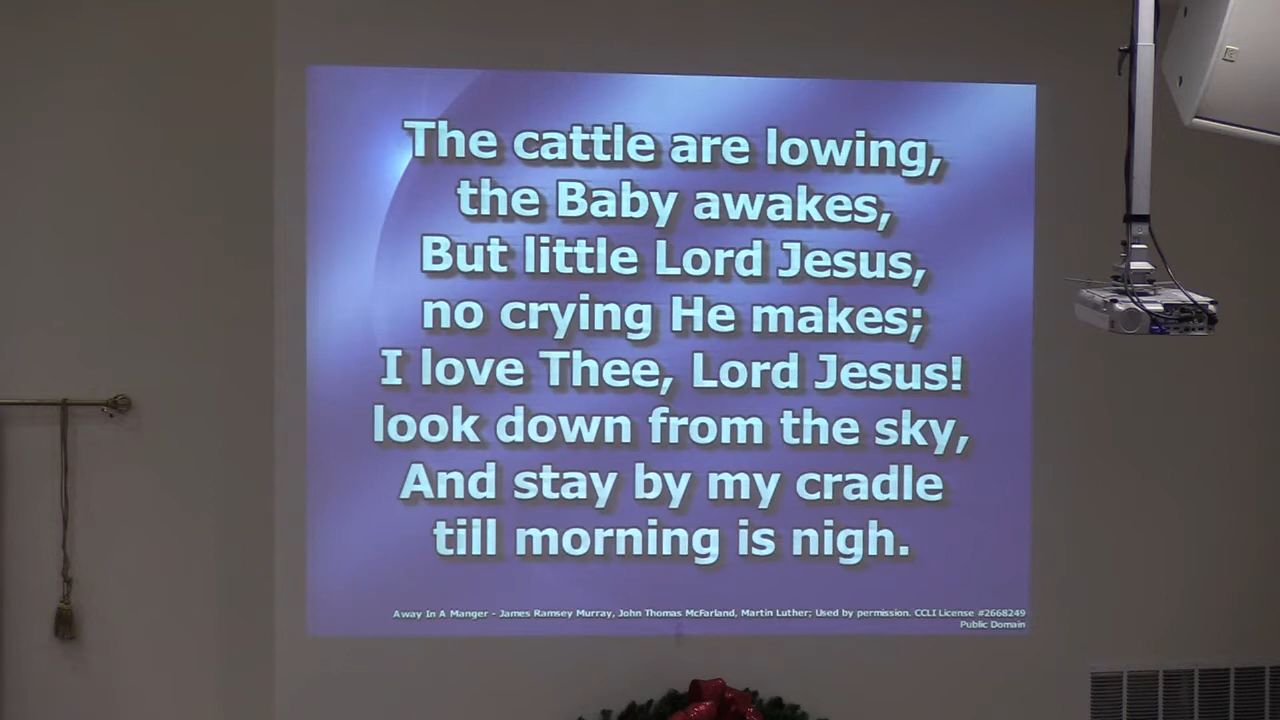 The cattle are lowing,
the Baby awakes,
But little Lord Jesus,
no crying He makes;
I love Thee, Lord Jesus!
look down from the sky,
And stay by my cradle
till morning is nigh.
Away In A Manger - James Ramsey Murray, John Thomas McFarland, Martin Luther; Used by permission. CCLI License #2668249
Public Domain